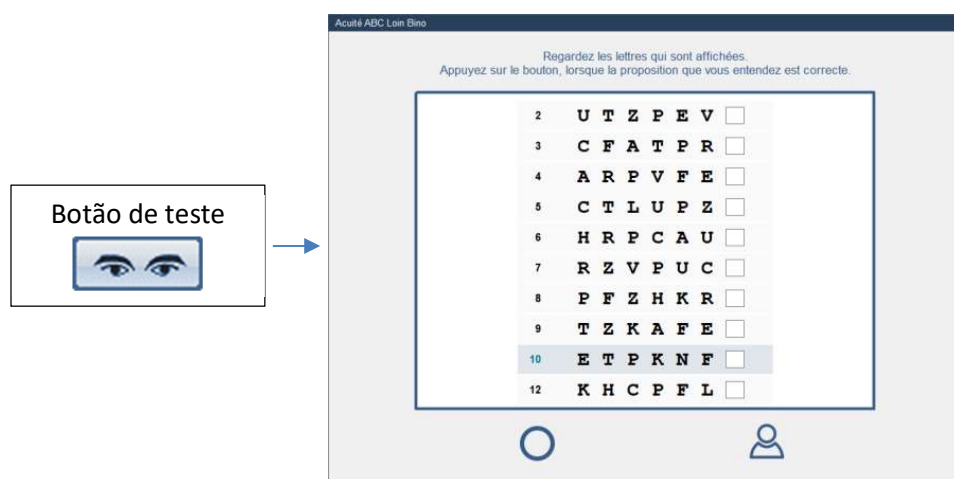 Acuité ABC Loin Bino
Regardez les lettres qui sont affichées.
Appuyez sur le bouton, lorsque la proposition que vous entendez est correcte.
Botão de teste
2 U T Z P E V
3 C F A T P R
4 A R P V F E
5 C T L U P Z
6 H R P C A U
7 R Z V P U C
8 P F Z H K R
9 T Z K A F E
10 E T P K N F
12 K H C P F L